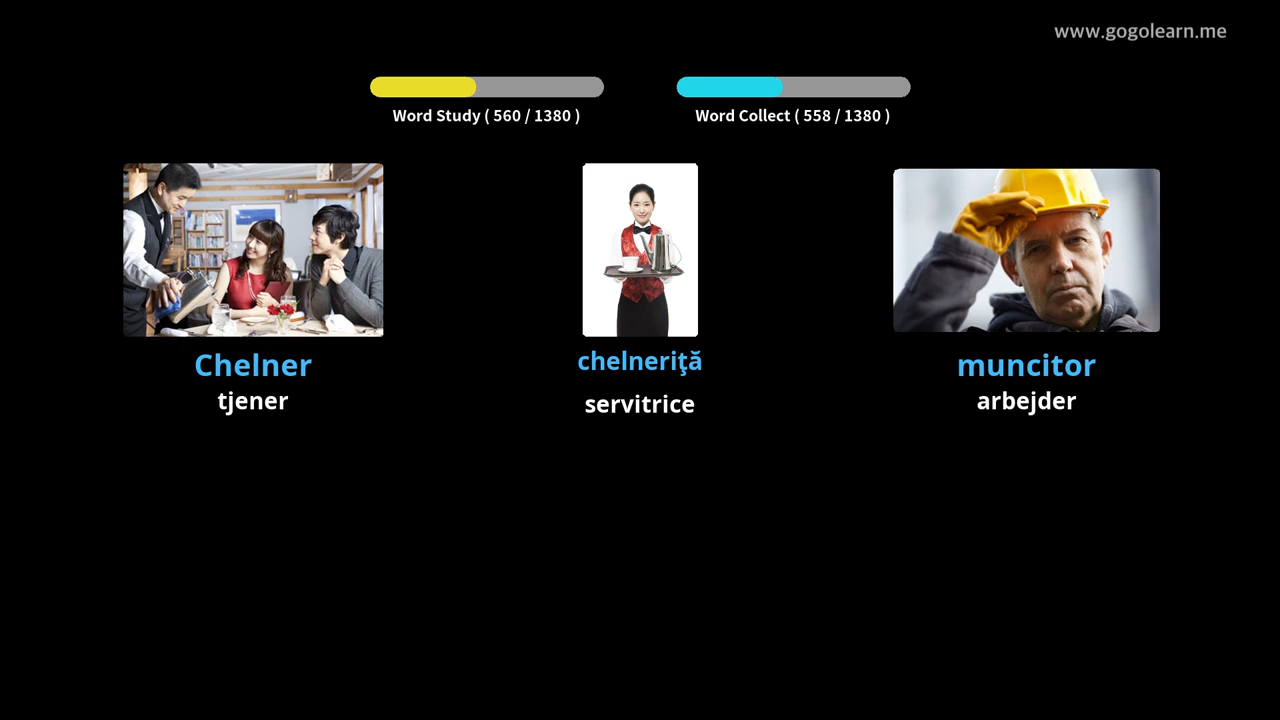 www.gogolearn.me
Word Study ( 560 / 1380 )
Word Collect ( 558 / 1380 )
Chelner
chelneriţă
muncitor
tjener
servitrice
arbejder